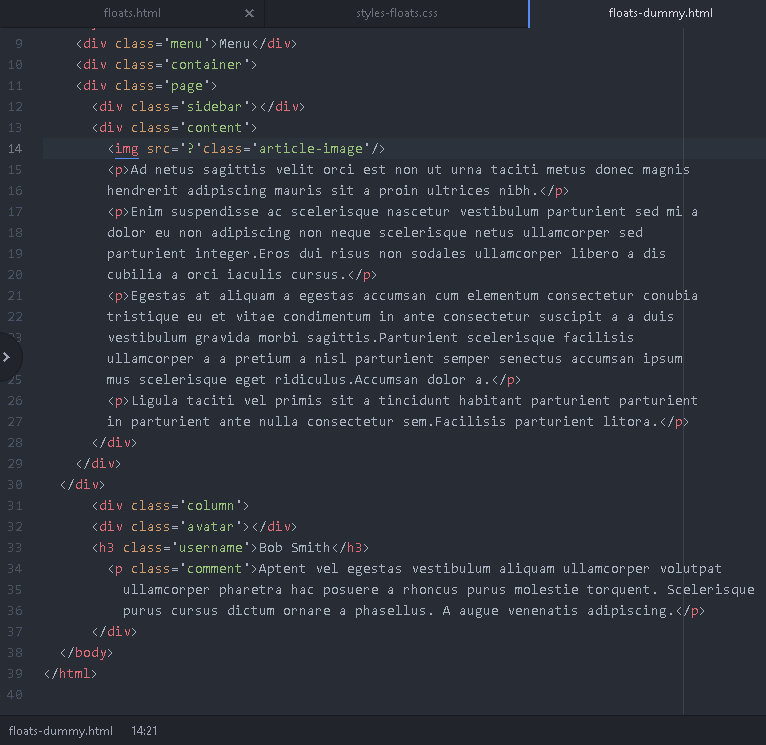 floats.html
styles-floats.css
floats-dummy.html
9 <div class="menu">Menu</div>
10 <div class="container">
11 <div class="page">
12 <div class="sidebar"></div>
13 <div class="content">
14 <img src="?"class="article-image"/>
15 <p>Ad netus sagittis velit orci est non ut urna taciti metus donec magnis
16 hendrerit adipiscing mauris sit a proin ultrices nibh.</p>
17 <p>Enim suspendisse ac scelerisque nascetur vestibulum parturient sed mi a
18 dolor eu non adipiscing non neque scelerisque netus ullamcorper sed
19 parturient integer.Eros dui risus non sodales ullamcorper libero a dis
20 cubilia a orci iaculis cursus.</p>
21 <p>Egestas at aliquam a egestas accumsan cum elementum consectetur conubia
22 tristique eu et vitae condimentum in ante consectetur suscipit a a duis
23 vestibulum gravida morbi sagittis.Parturient scelerisque facilisis
ullamcorper a a pretium a nisl parturient semper senectus accumsan ipsum
25 mus scelerisque eget ridiculus.Accumsan dolor a.</p>
26 <p>Ligula taciti vel primis sit a tincidunt habitant parturient parturient
27 in parturient ante nulla consectetur sem.Facilisis parturient litora.</p>
28 </div>
29 </div>
30 </div>
31 <div class="column">
32 <div class="avatar"></div>
33 <h3 class="username">Bob Smith</h3>
34 <p class="comment">Aptent vel egestas vestibulum aliquam ullamcorper volutpat
35 ullamcorper pharetra hac posuere a rhoncus purus molestie torquent. Scelerisque
36 purus cursus dictum ornare a phasellus. A augue venenatis adipiscing.</p>
37 </div>
38 </body>
39 </html>
40
floats-dummy.html 14:21